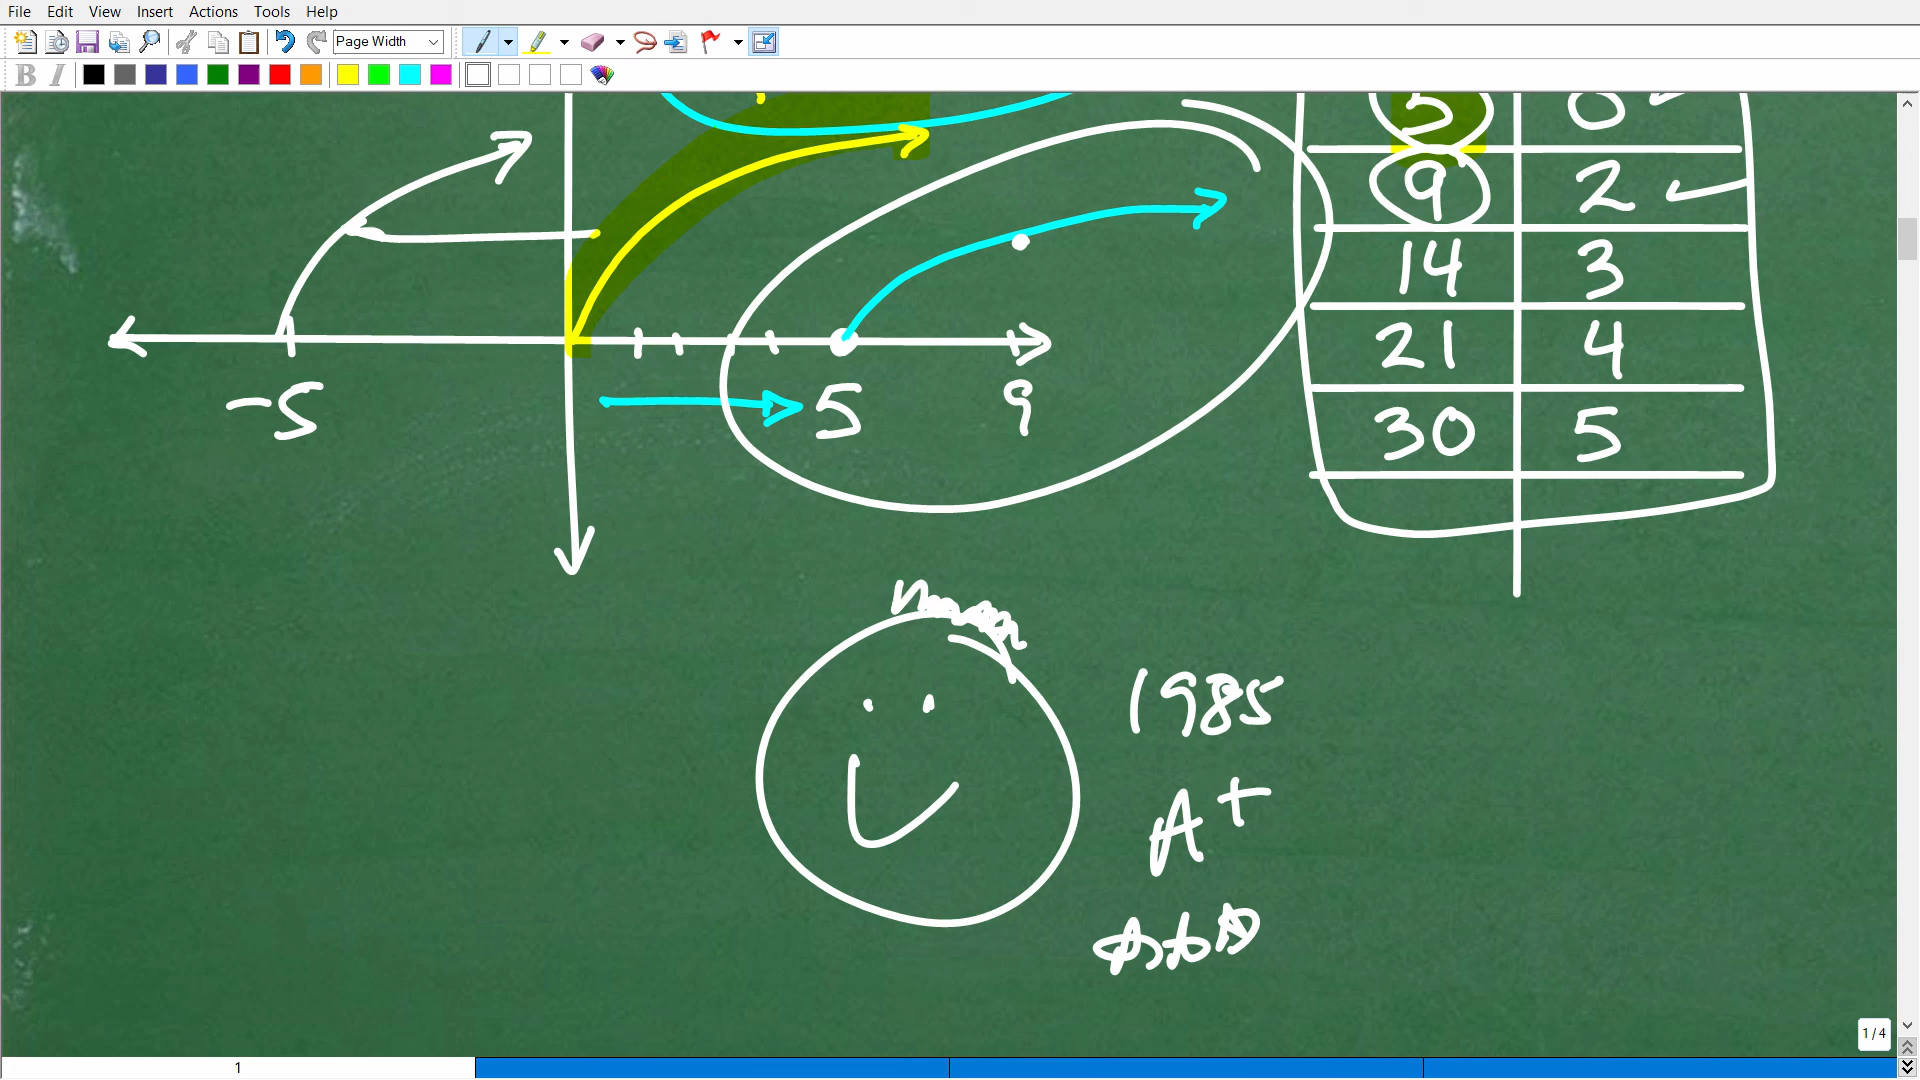 File Edit View Insert Actions Tools Help
Page Width
B I
5 0
9 2
14 3
21 4
30 5
-5 5 9
1985
A+
1 / 4
1